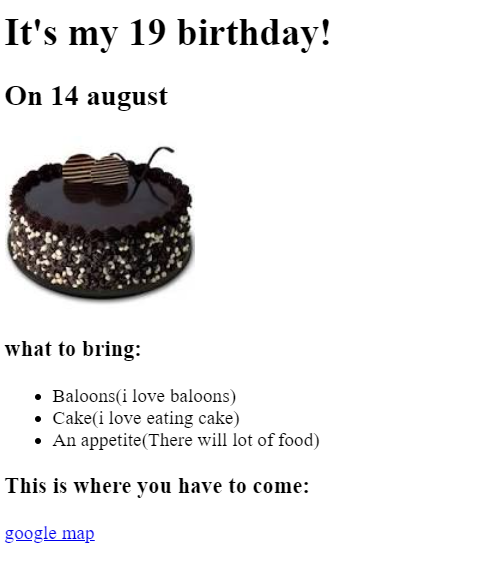 It's my 19 birthday!
On 14 august
what to bring:
Baloons(i love baloons)
Cake(i love eating cake)
An appetite(There will lot of food)
This is where you have to come:
google map